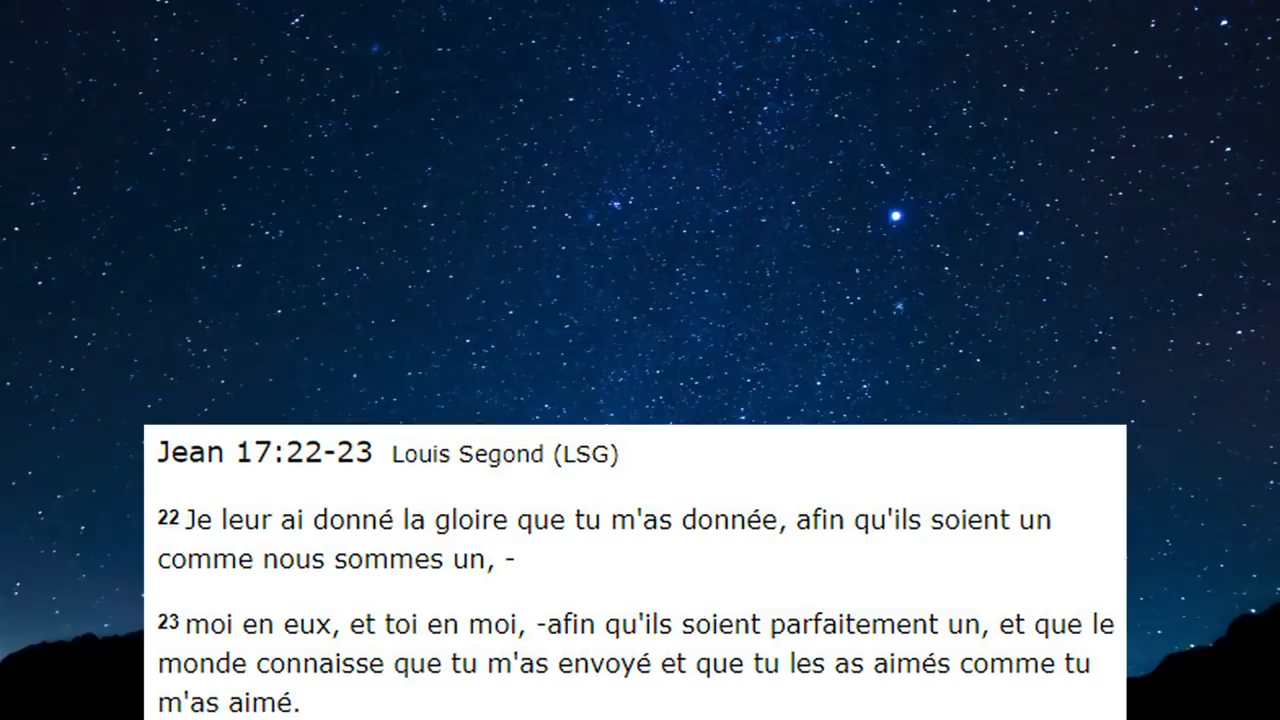 Jean 17:22-23 Louis Segond (LSG)
22 Je leur ai donné la gloire que tu m'as donnée, afin qu'ils soient un
comme nous sommes un, -
23 moi en eux, et toi en moi, -afin qu'ils soient parfaitement un, et que le
monde connaisse que tu m'as envoyé et que tu les as aimés comme tu
m'as aimé.